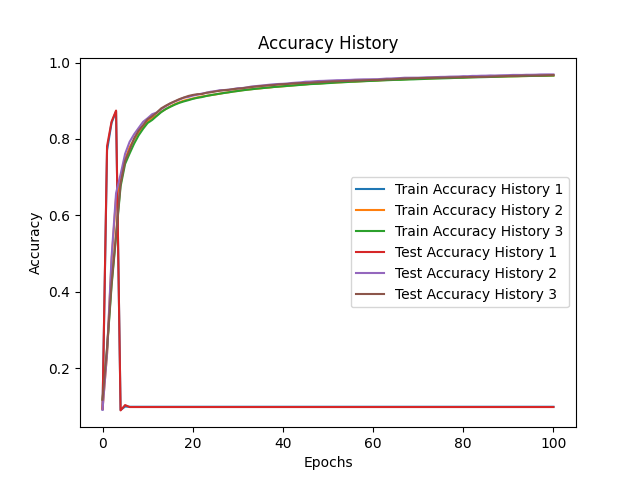 Accuracy History
1.0
0.8
0.6
0.4
0.2
Accuracy
Train Accuracy History 1
Train Accuracy History 2
Train Accuracy History 3
Test Accuracy History 1
Test Accuracy History 2
Test Accuracy History 3
0 20 40 60 80 100
Epochs